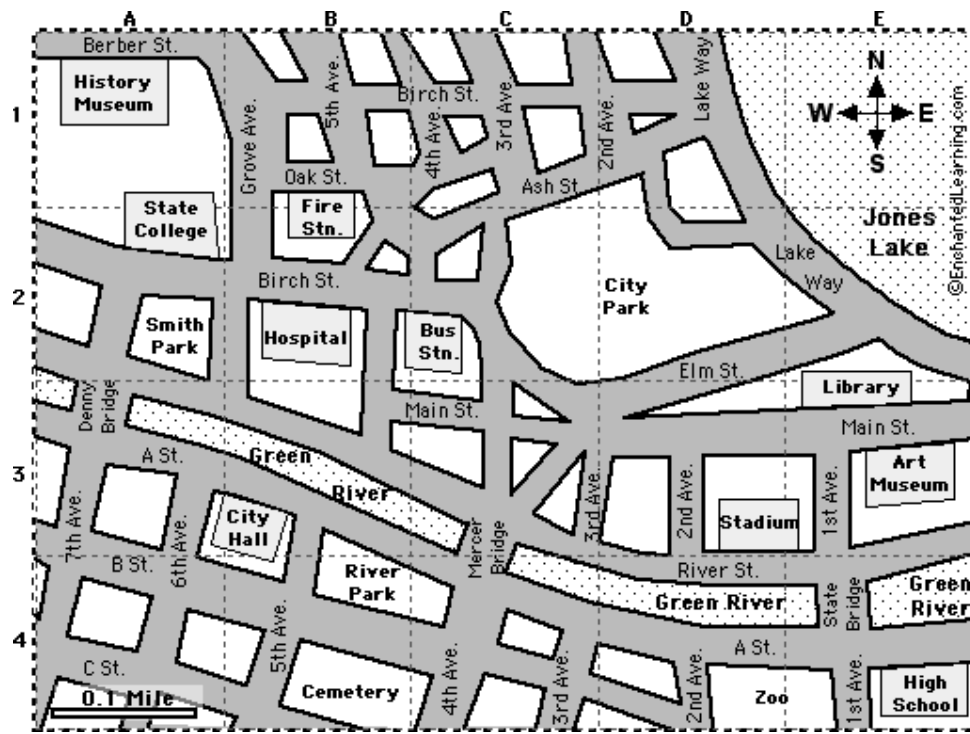 A B C D E
Berber St.
History
Museum
Birch St.
5th Ave.
4th Ave.
3rd Ave.
2nd Ave.
Lake Way
Grove Ave.
N
W E
S
1
Oak St.
Ash St
State
College
Fire
Stn.
Jones
Lake
Lake
Way
©EnchantedLearning.com
Birch St.
2
City
Park
Smith
Park
Hospital
Bus
Stn.
Elm St.
Library
Denny
Bridge
Main St.
Main St.
3
A St.
Green
River
Art
Museum
7th Ave.
6th Ave.
City
Hall
Mercer
Bridge
3rd Ave.
2nd Ave.
Stadium
1st Ave.
B St.
River
Park
River St.
Green River
State
Bridge
Green
River
4
5th Ave.
A St.
C St.
0.1 Mile
Cemetery
4th Ave.
3rd Ave.
2nd Ave.
Zoo
1st Ave.
High
School